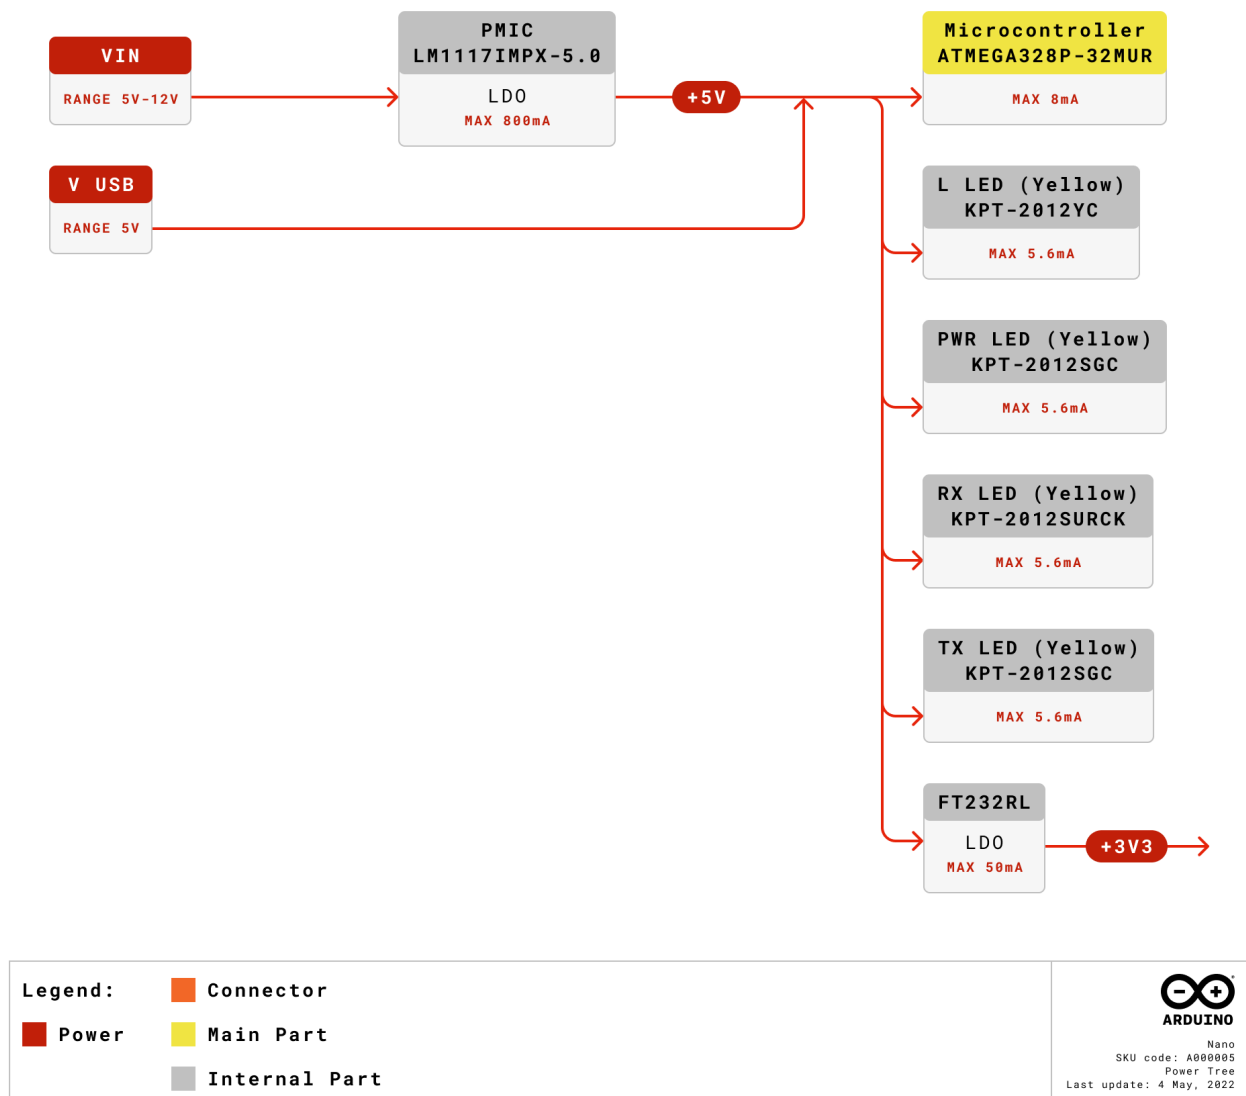 VIN
RANGE 5V-12V
PMIC
LM1117IMPX-5.0
LDO
MAX 800mA
+5V
Microcontroller
ATMEGA328P-32MUR
MAX 8mA
V USB
RANGE 5V
L LED (Yellow)
KPT-2012YC
MAX 5.6mA
PWR LED (Yellow)
KPT-2012SGC
MAX 5.6mA
RX LED (Yellow)
KPT-2012SURCK
MAX 5.6mA
TX LED (Yellow)
KPT-2012SGC
MAX 5.6mA
FT232RL
LDO
MAX 50mA
+3V3
Legend:
Power
Connector
Main Part
Internal Part
ARDUINO
Nano
SKU code: A000005
Power Tree
Last update: 4 May, 2022